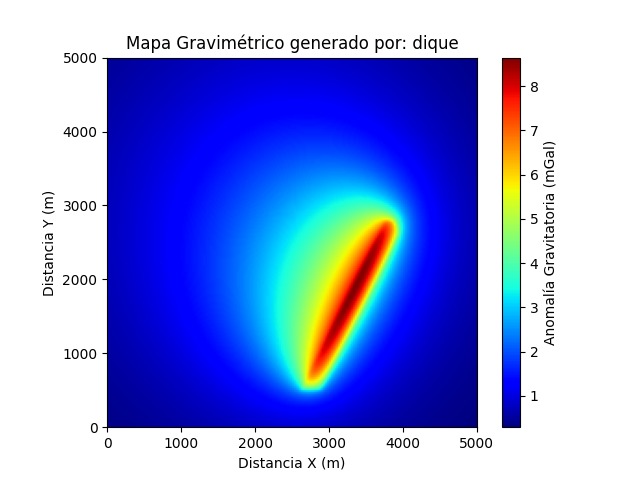 Mapa Gravimétrico generado por: dique
5000
4000
3000
2000
1000
0
Distancia Y (m)
0 1000 2000 3000 4000 5000
Distancia X (m)
8
7
6
5
4
3
2
1
Anomalía Gravitatoria (mGal)